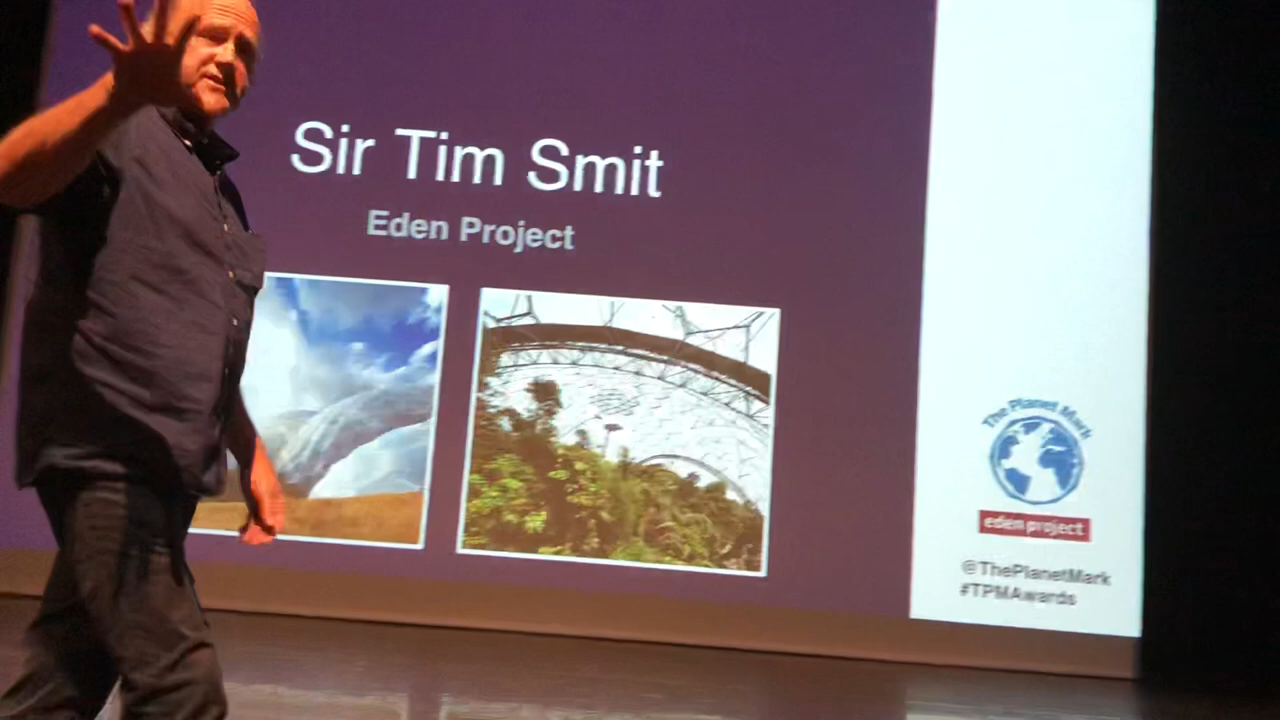 Sir Tim Smit
Eden Project
The Planet Mark
eden project
@ThePlanetMark
#TPMAwards